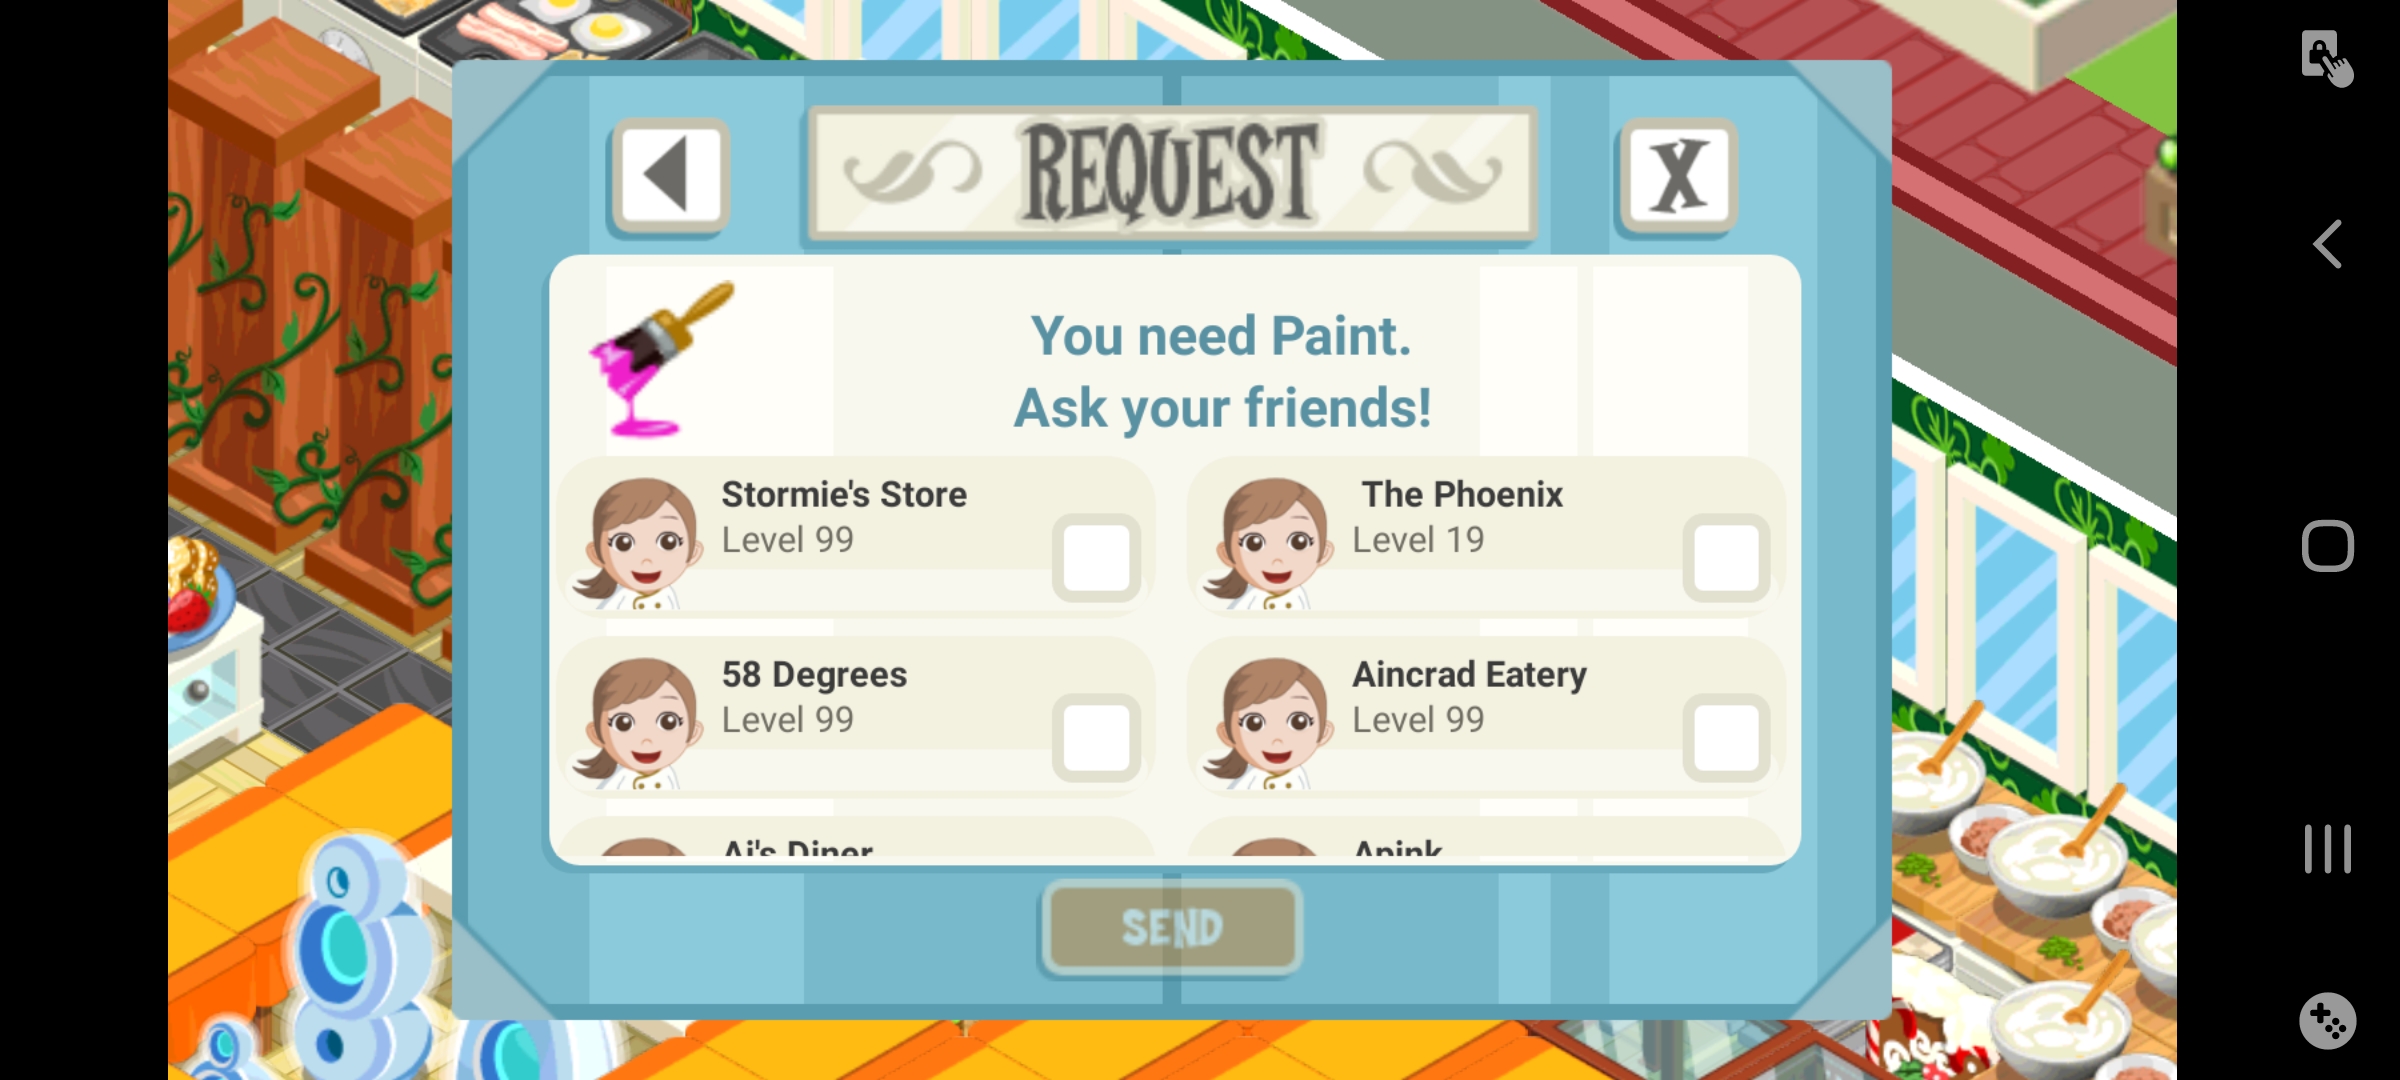 REQUEST
X
You need Paint.
Ask your friends!
Stormie's Store
Level 99
The Phoenix
Level 19
58 Degrees
Level 99
Aincrad Eatery
Level 99
Ai's Diner
Apink
SEND